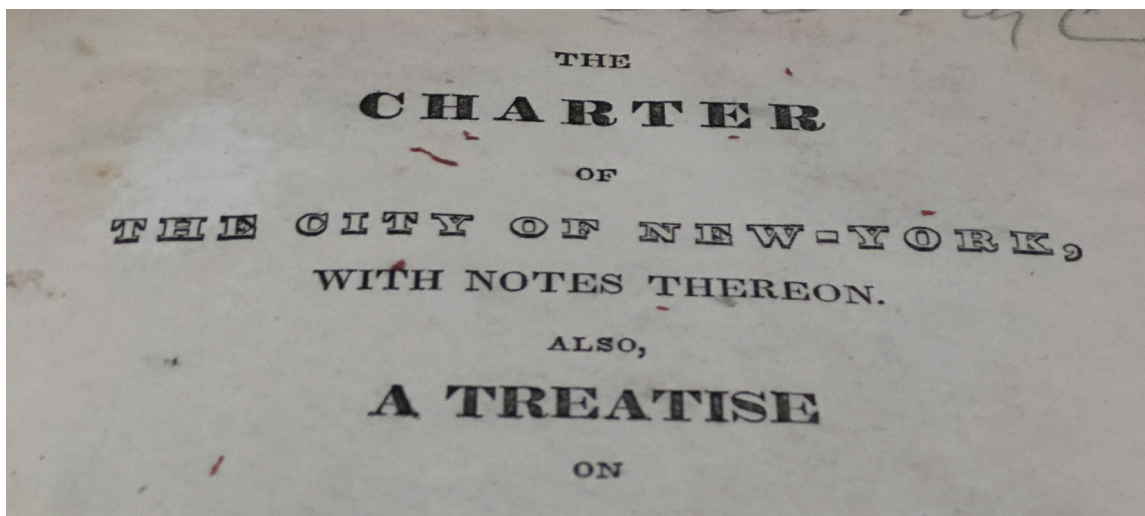 THE
CHARTER
OF
THE CITY OF NEW-YORK,
WITH NOTES THEREON.
ALSO,
A TREATISE
ON